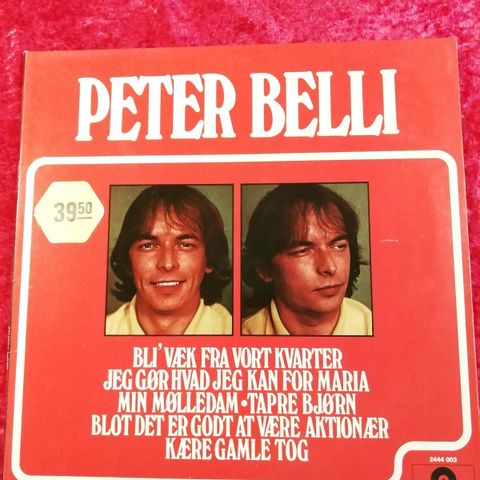 PETER BELLI
39.50
BLI' VÆK FRA VORT KVARTER
JEG GØR HVAD JEG KAN FOR MARIA
MIN MØLLEDAM • TAPRE BJØRN
BLOT DET ER GODT AT VÆRE AKTIONÆR
KÆRE GAMLE TOG
2444 003